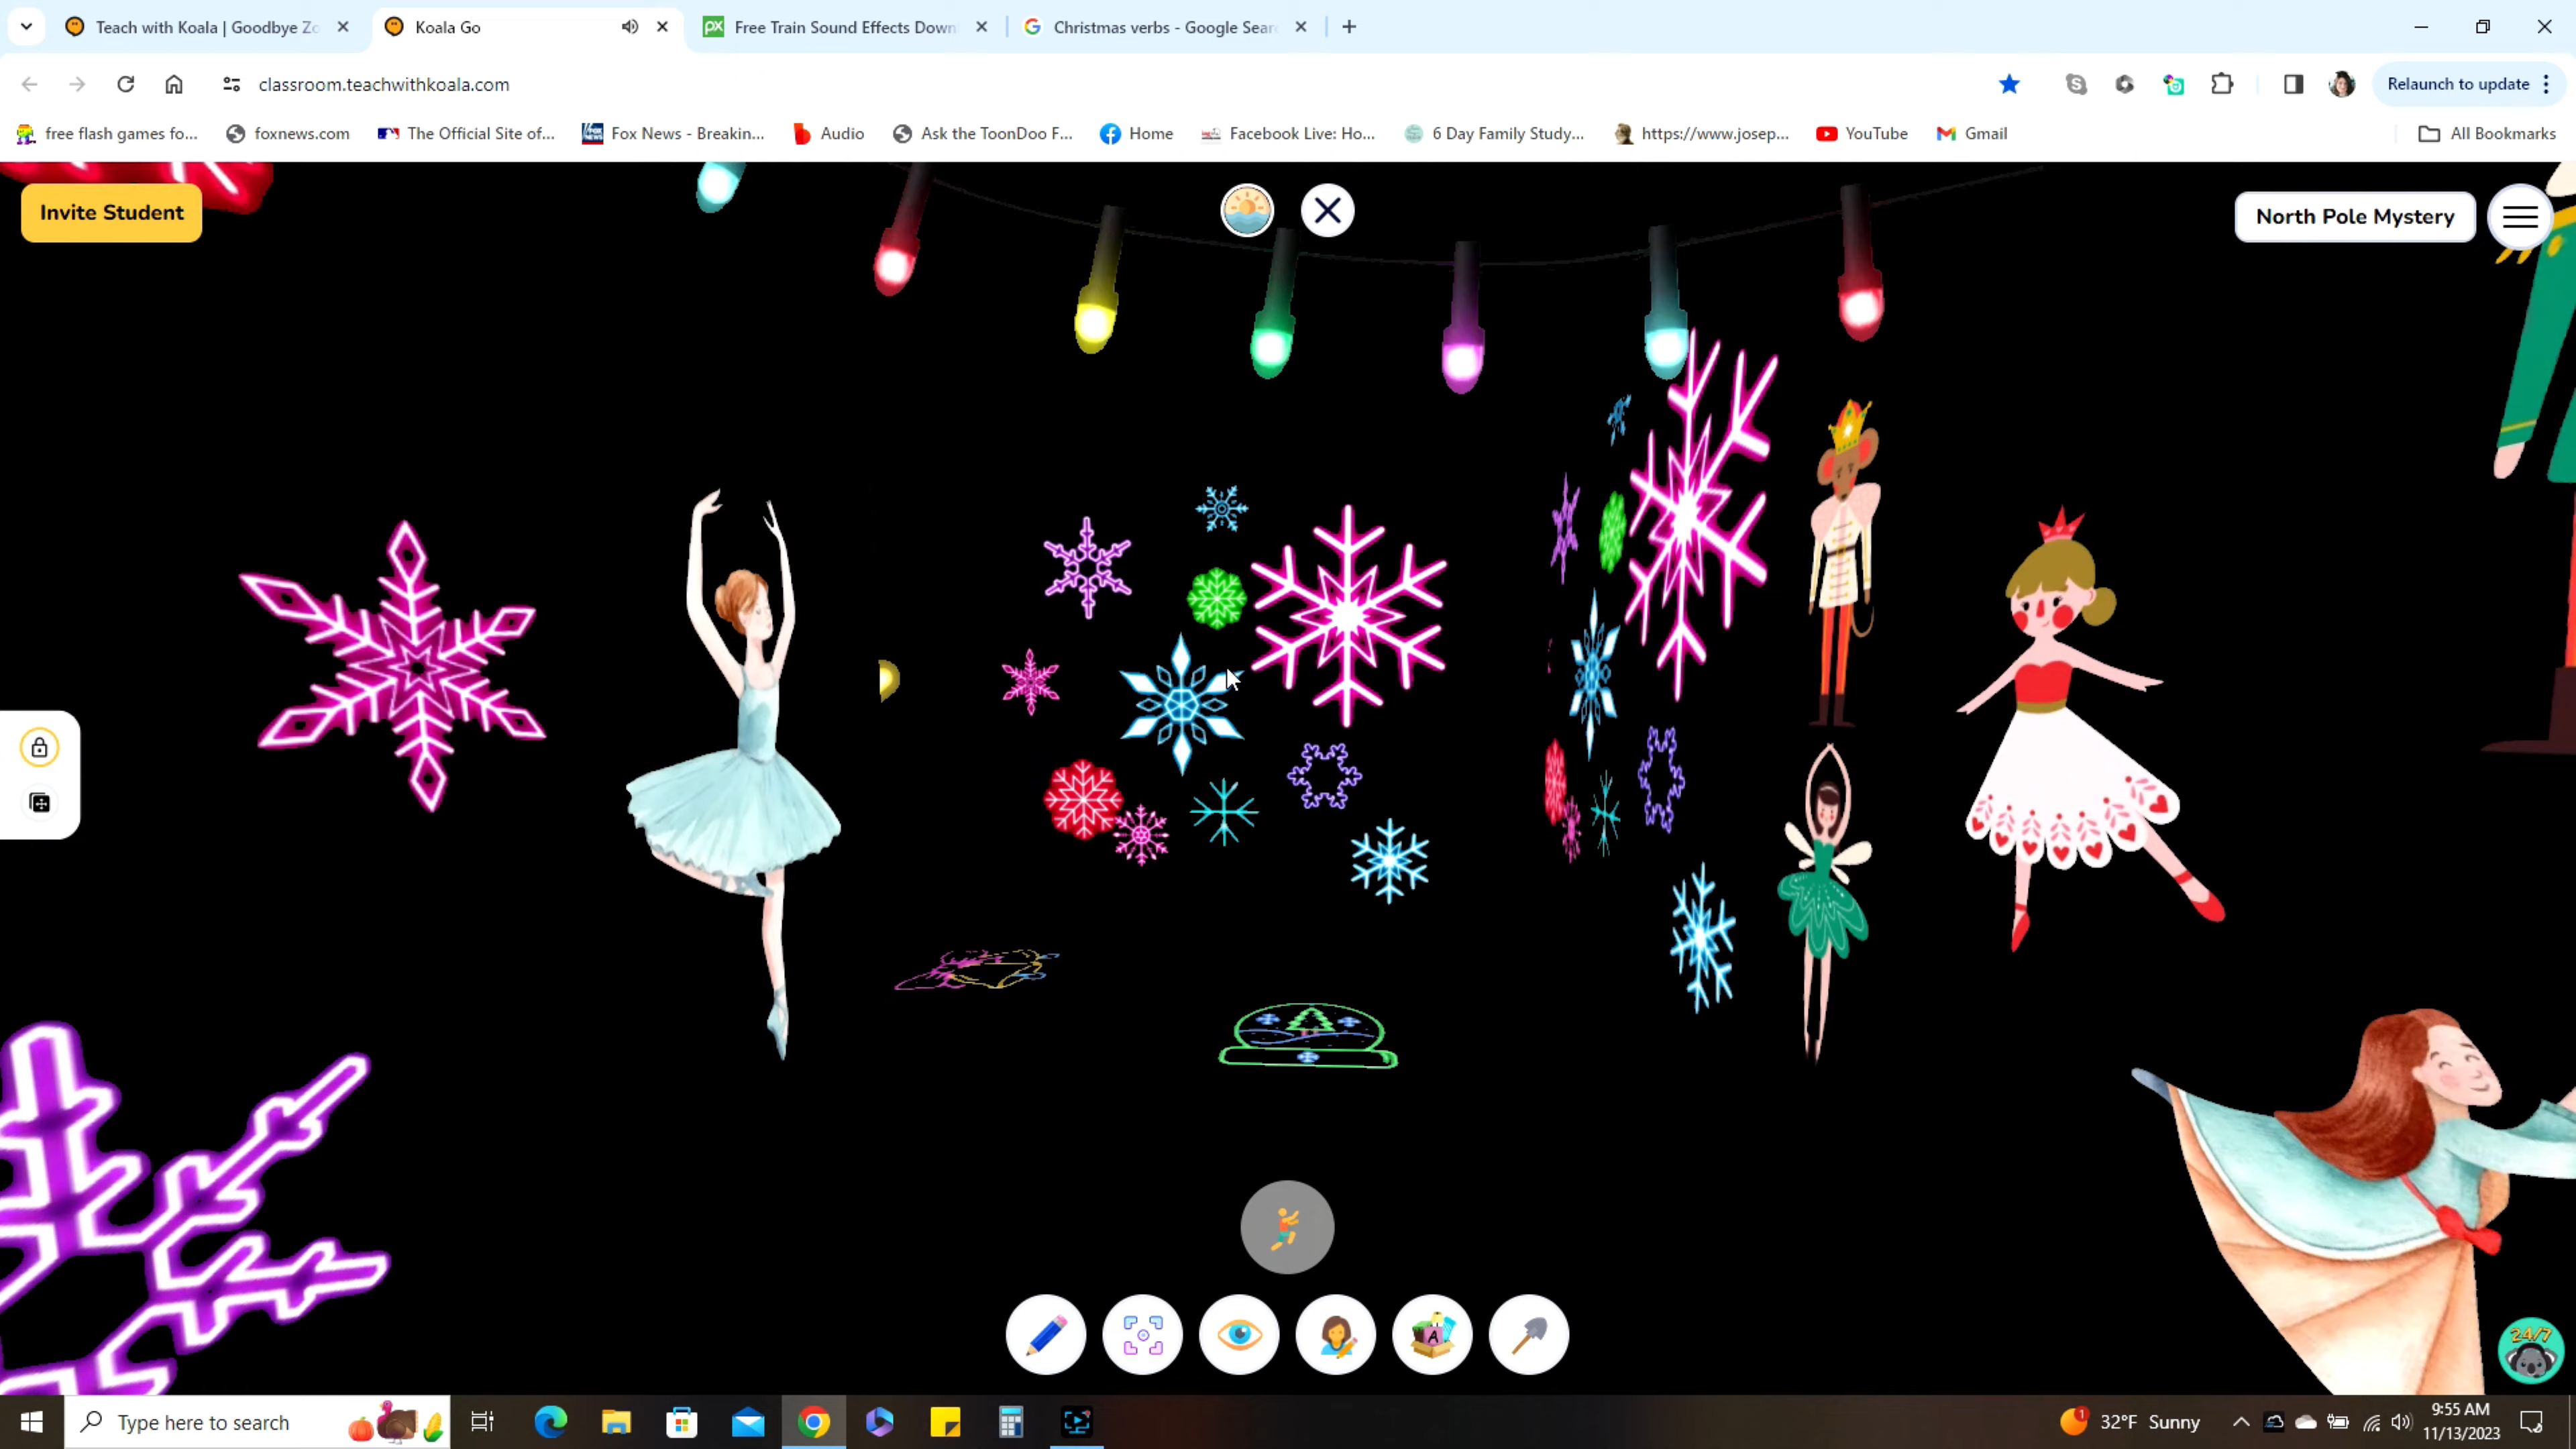 Teach with Koala | Goodbye Zo
Koala Go
Free Train Sound Effects Down
Christmas verbs - Google Sear
classroom.teachwithkoala.com
Relaunch to update
free flash games fo...
foxnews.com
The Official Site of...
Fox News - Breakin...
Audio
Ask the ToonDoo F...
Home
Facebook Live: Ho...
6 Day Family Study...
https://www.josep...
YouTube
Gmail
All Bookmarks
Invite Student
North Pole Mystery
A
24/7
Type here to search
1
32°F Sunny
9:55 AM
11/13/2023